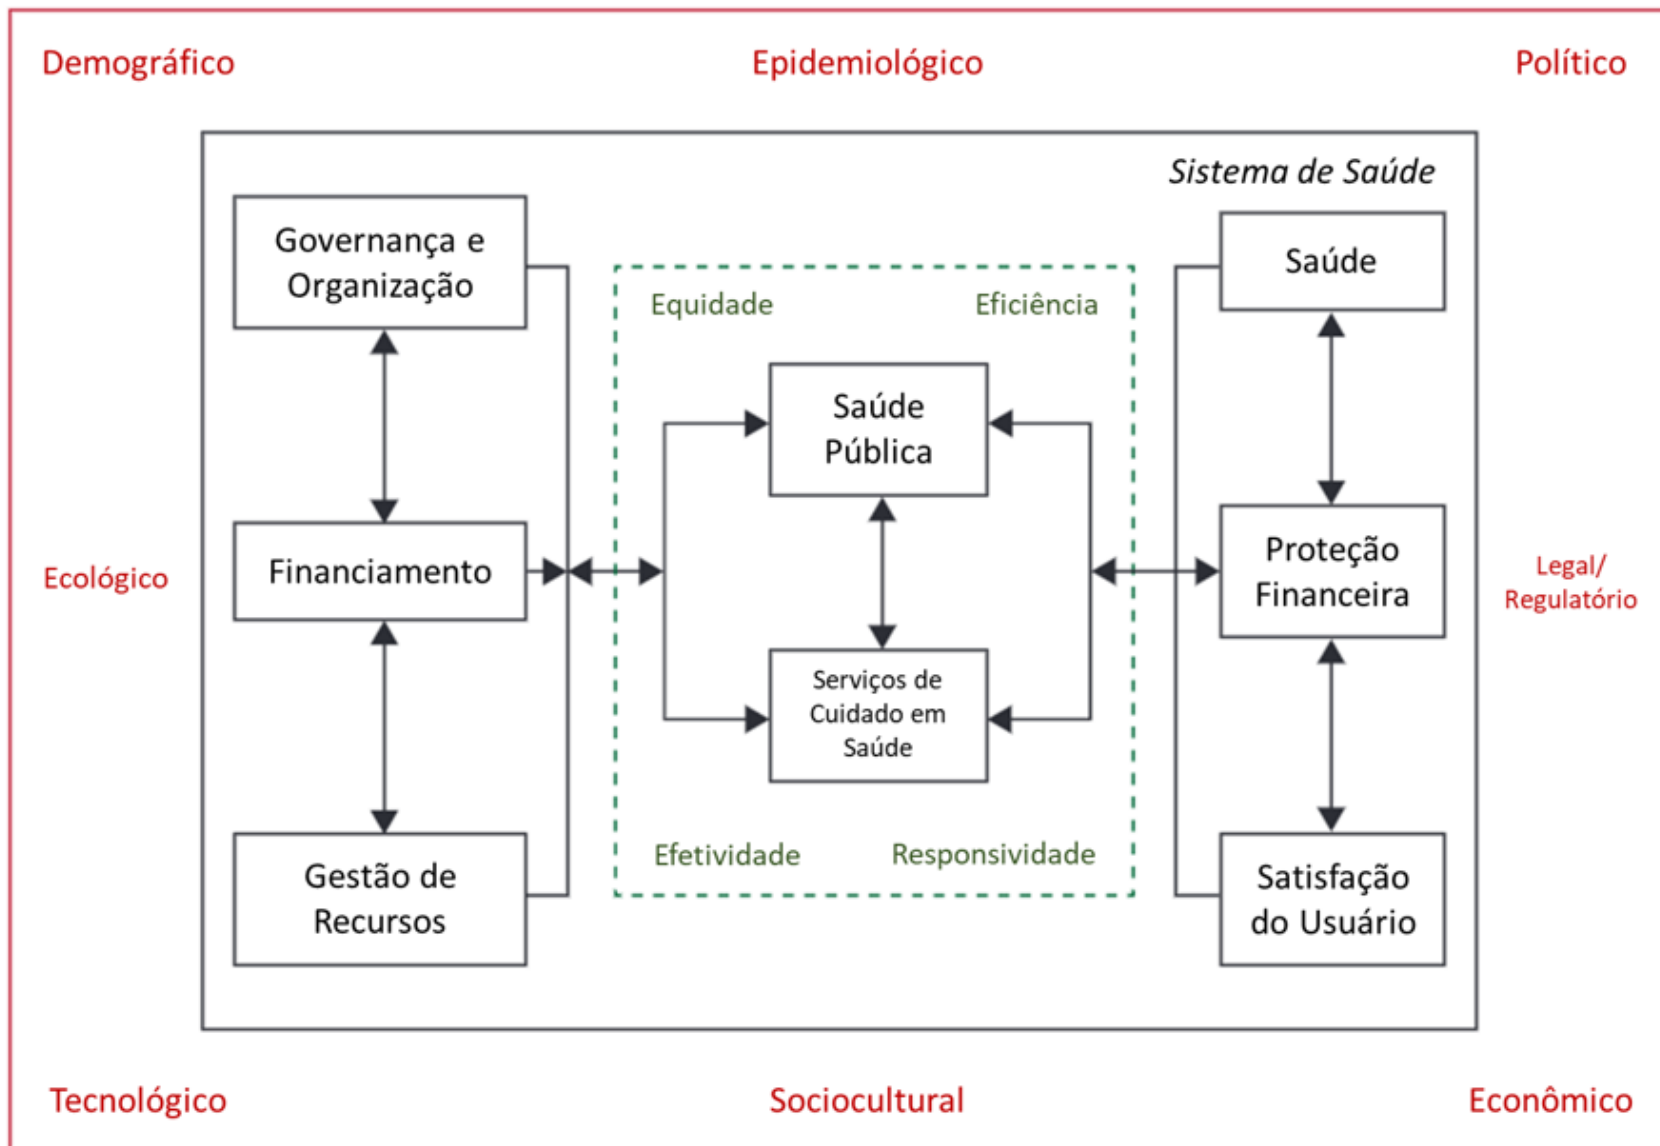 Demográfico
Epidemiológico
Político
Sistema de Saúde
Governança e
Organização
Saúde
Equidade
Eficiência
Saúde
Pública
Ecológico
Financiamento
Proteção
Financeira
Legal/
Regulatório
Serviços de
Cuidado em
Saúde
Efetividade
Responsividade
Gestão de
Recursos
Satisfação
do Usuário
Tecnológico
Sociocultural
Econômico